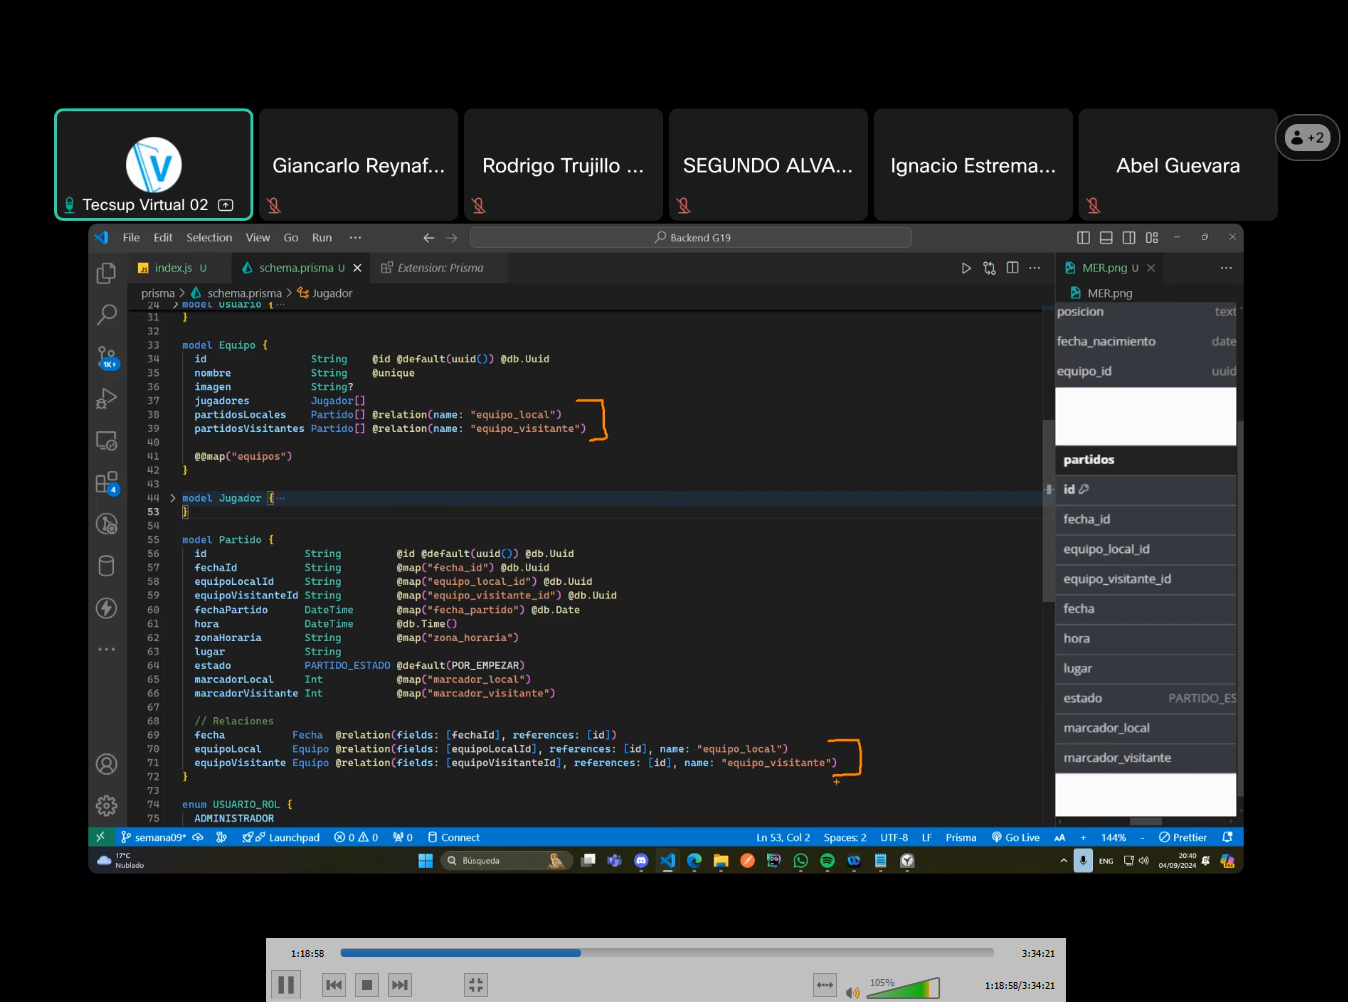 +2
Tecsup Virtual 02
Giancarlo Reynaf...
Rodrigo Trujillo ...
SEGUNDO ALVA...
Ignacio Estrema...
Abel Guevara
File Edit Selection View Go Run ...
Backend G19
index.js U
schema.prisma U
Extension: Prisma
MER.png U
prisma > schema.prisma > Jugador
MER.png
24 > model Usuario { ...
31 }
32
33 model Equipo {
34 id String @id @default(uuid()) @db.Uuid
35 nombre String @unique
36 imagen String?
37 jugadores Jugador[]
38 partidosLocales Partido[] @relation(name: "equipo_local")
39 partidosVisitantes Partido[] @relation(name: "equipo_visitante")
40
41 @@map("equipos")
42 }
43
44 > model Jugador { ...
53 }
54
55 model Partido {
56 id String @id @default(uuid()) @db.Uuid
57 fechaId String @map("fecha_id") @db.Uuid
58 equipoLocalId String @map("equipo_local_id") @db.Uuid
59 equipoVisitanteId String @map("equipo_visitante_id") @db.Uuid
60 fechaPartido DateTime @map("fecha_partido") @db.Date
61 hora DateTime @db.Time()
62 zonaHoraria String @map("zona_horaria")
63 lugar String
64 estado PARTIDO_ESTADO @default(POR_EMPEZAR)
65 marcadorLocal Int @map("marcador_local")
66 marcadorVisitante Int @map("marcador_visitante")
67
68 // Relaciones
69 fecha Fecha @relation(fields: [fechaId], references: [id])
70 equipoLocal Equipo @relation(fields: [equipoLocalId], references: [id], name: "equipo_local")
71 equipoVisitante Equipo @relation(fields: [equipoVisitanteId], references: [id], name: "equipo_visitante")
72 }
73
74 enum USUARIO_ROL {
75 ADMINISTRADOR
posicion text
fecha_nacimiento date
equipo_id uuid
partidos
id
fecha_id
equipo_local_id
equipo_visitante_id
fecha
hora
lugar
estado PARTIDO_ES
marcador_local
marcador_visitante
1K+
4
semana09* Launchpad 0 0 0 Connect
Ln 53, Col 2 Spaces: 2 UTF-8 LF Prisma Go Live AA + 144% - Prettier
17°C
Nublado
Búsqueda
ENG
20:40
04/09/2024
1:18:58
3:34:21
105%
1:18:58/3:34:21